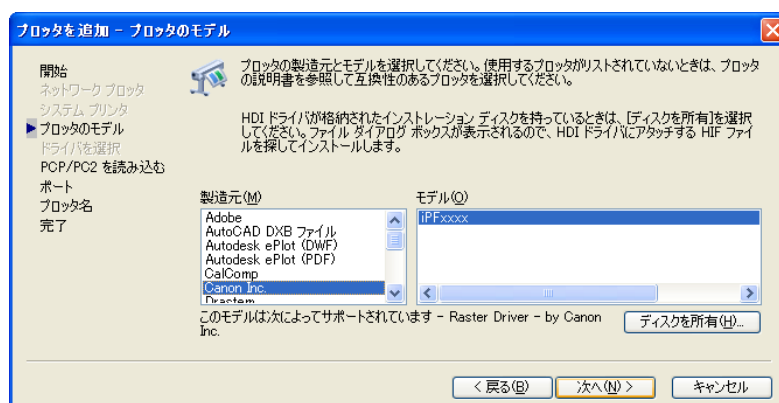 プロッタを追加 - プロッタのモデル
開始
ネットワーク プロッタ
システム プリンタ
プロッタのモデル
ドライバを選択
PCP/PC2 を読み込む
ポート
プロッタ名
完了
プロッタの製造元とモデルを選択してください。使用するプロッタがリストされていないときは、プロッタ
の説明書を参照して互換性のあるプロッタを選択してください。
HDI ドライバが格納されたインストレーション ディスクを持っているときは、[ディスクを所有]を選択
してください。ファイル ダイアログ ボックスが表示されるので、HDI ドライバにアタッチする HIF ファイ
ルを探してインストールします。
製造元(M)
Adobe
AutoCAD DXB ファイル
Autodesk ePlot (DWF)
Autodesk ePlot (PDF)
CalComp
Canon Inc.
Drastem
モデル(O)
iPFxxxx
このモデルは次によってサポートされています - Raster Driver - by Canon
Inc.
ディスクを所有(H)...
< 戻る(B)
次へ(N) >
キャンセル